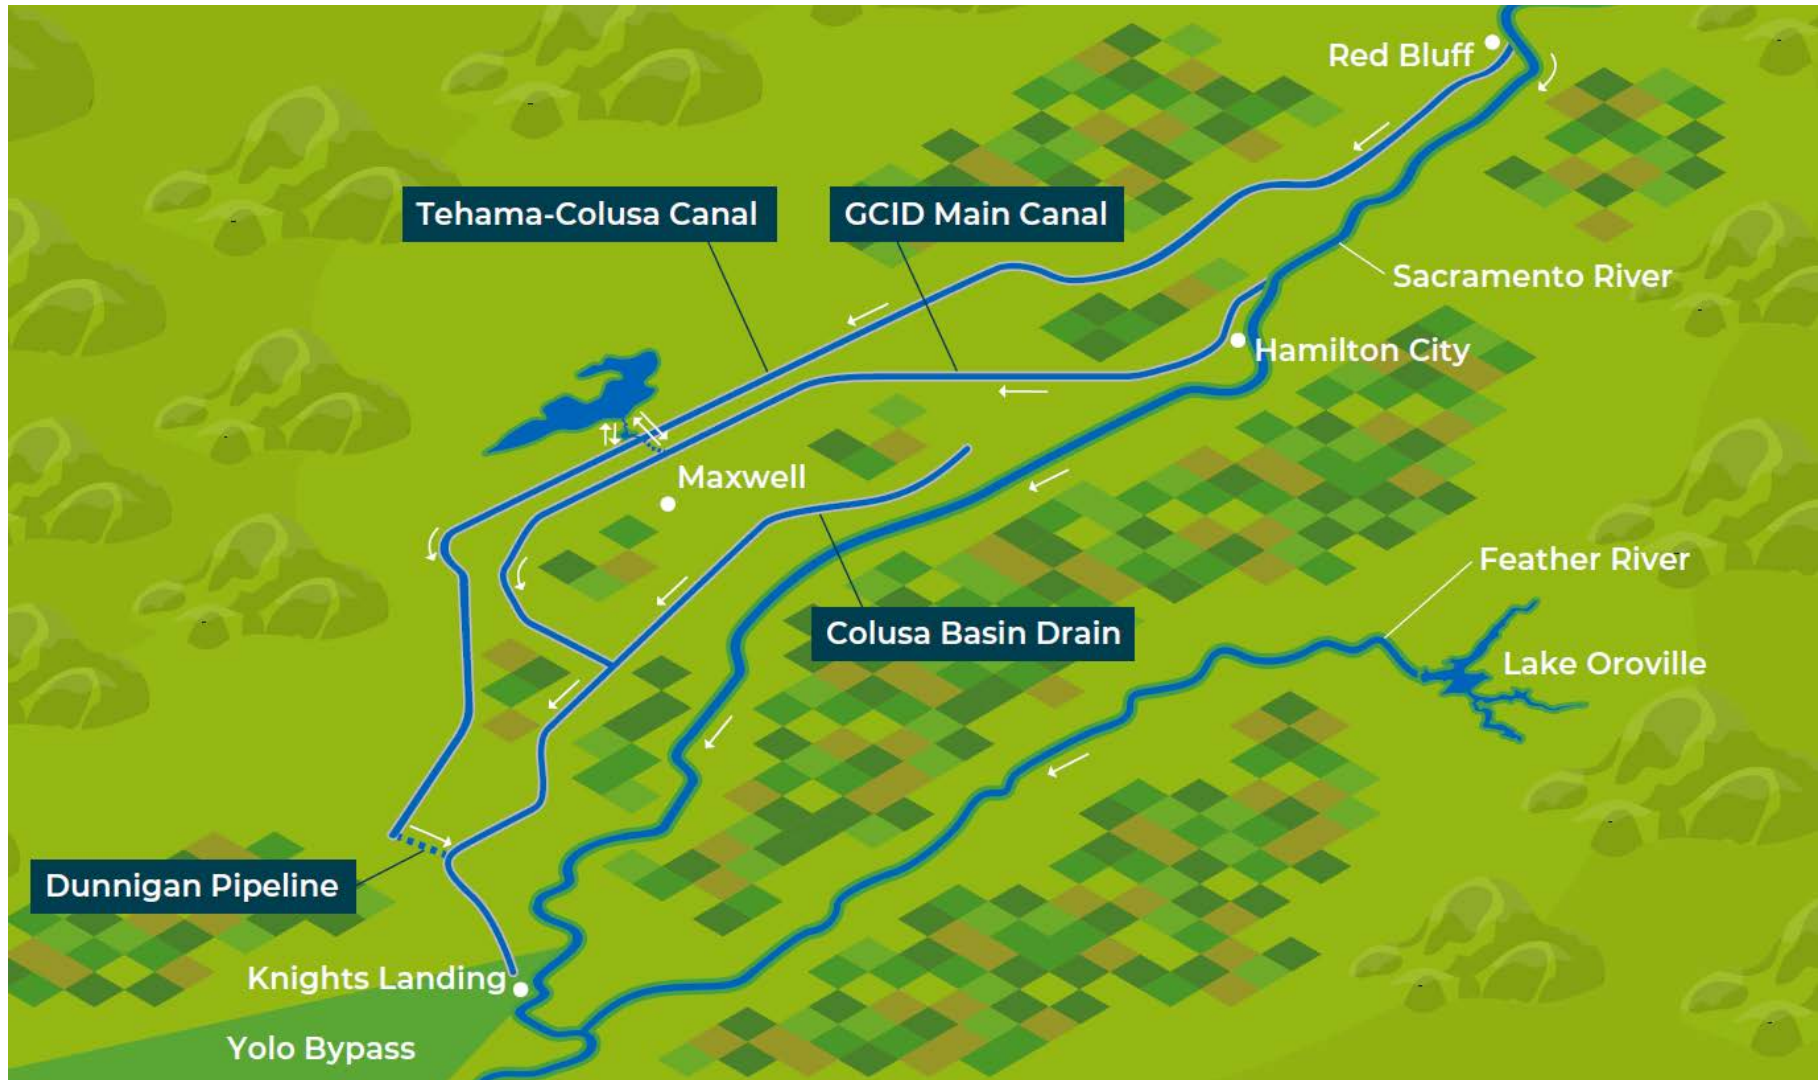 Red Bluff
Tehama-Colusa Canal
GCID Main Canal
Sacramento River
Hamilton City
Maxwell
Feather River
Colusa Basin Drain
Lake Oroville
Dunnigan Pipeline
Knights Landing
Yolo Bypass